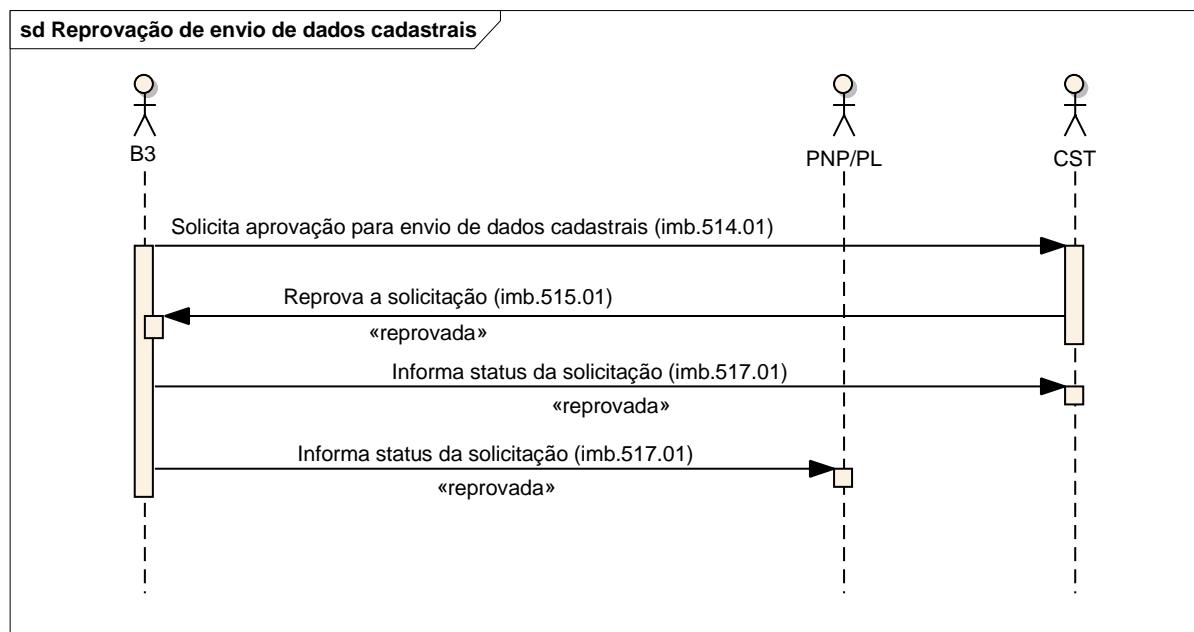 sd Reprovação de envio de dados cadastrais
B3
PNP/PL
CST
Solicita aprovação para envio de dados cadastrais (imb.514.01)
Reprova a solicitação (imb.515.01)
«reprovada»
Informa status da solicitação (imb.517.01)
«reprovada»
Informa status da solicitação (imb.517.01)
«reprovada»